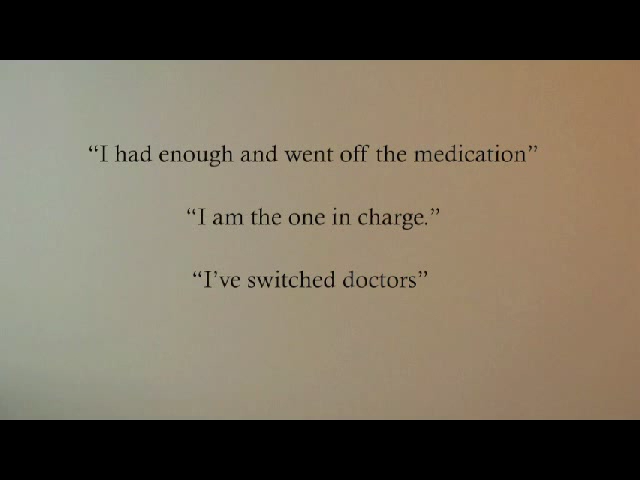 “I had enough and went off the medication”
“I am the one in charge.”
“I’ve switched doctors”